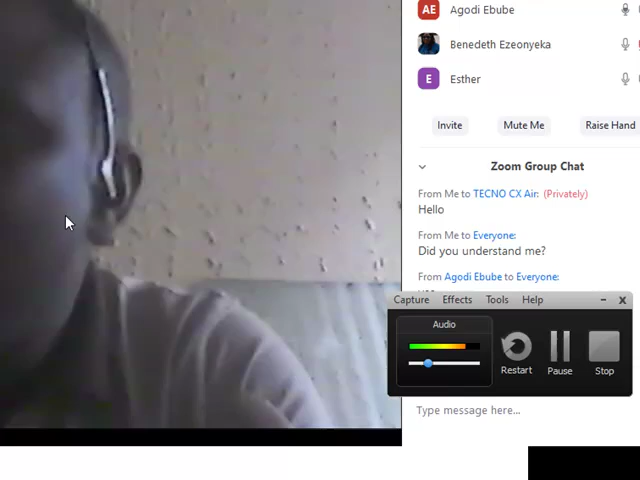 AE Agodi Ebube
Benedeth Ezeonyeka
E Esther
Invite Mute Me Raise Hand
Zoom Group Chat
From Me to TECNO CX Air: (Privately)
Hello
From Me to Everyone:
Did you understand me?
From Agodi Ebube to Everyone:
Capture Effects Tools Help – x
Audio
Restart Pause Stop
Type message here...